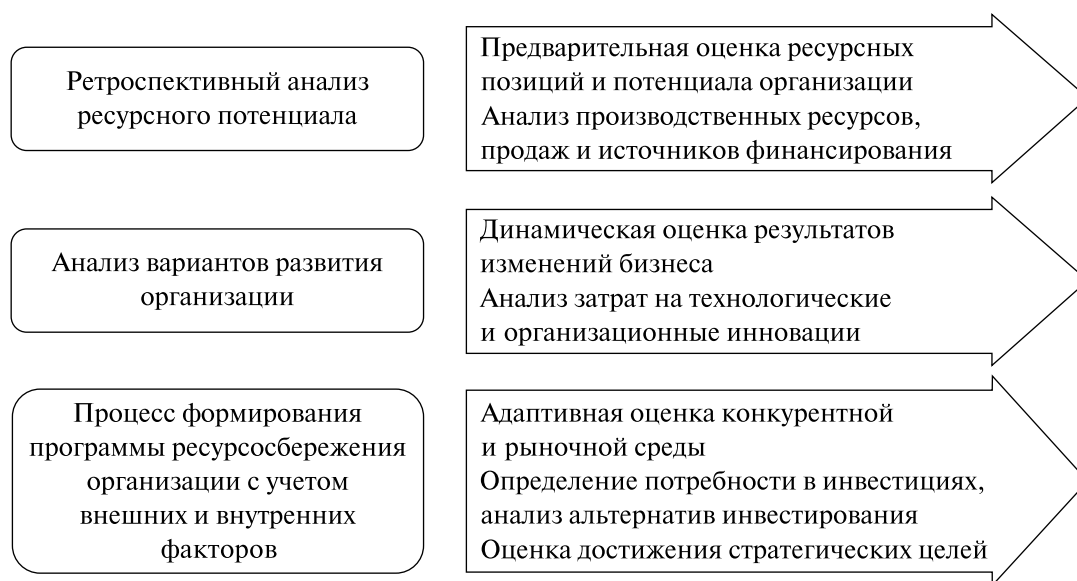 Ретроспективный анализ
ресурсного потенциала
Предварительная оценка ресурсных
позиций и потенциала организации
Анализ производственных ресурсов,
продаж и источников финансирования
Анализ вариантов развития
организации
Динамическая оценка результатов
изменений бизнеса
Анализ затрат на технологические
и организационные инновации
Процесс формирования
программы ресурсосбережения
организации с учетом
внешних и внутренних
факторов
Адаптивная оценка конкурентной
и рыночной среды
Определение потребности в инвестициях,
анализ альтернатив инвестирования
Оценка достижения стратегических целей